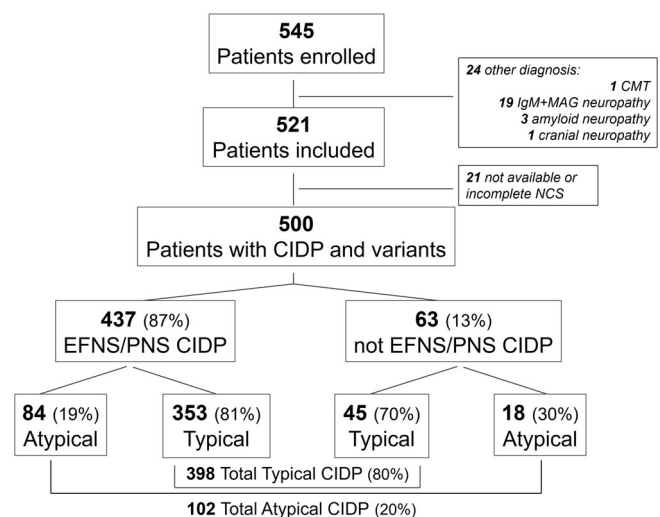 545
Patients enrolled
24 other diagnosis:
1 CMT
19 IgM+MAG neuropathy
3 amyloid neuropathy
1 cranial neuropathy
521
Patients included
21 not available or
incomplete NCS
500
Patients with CIDP and variants
437 (87%)
EFNS/PNS CIDP
63 (13%)
not EFNS/PNS CIDP
84 (19%)
Atypical
353 (81%)
Typical
45 (70%)
Typical
18 (30%)
Atypical
398 Total Typical CIDP (80%)
102 Total Atypical CIDP (20%)